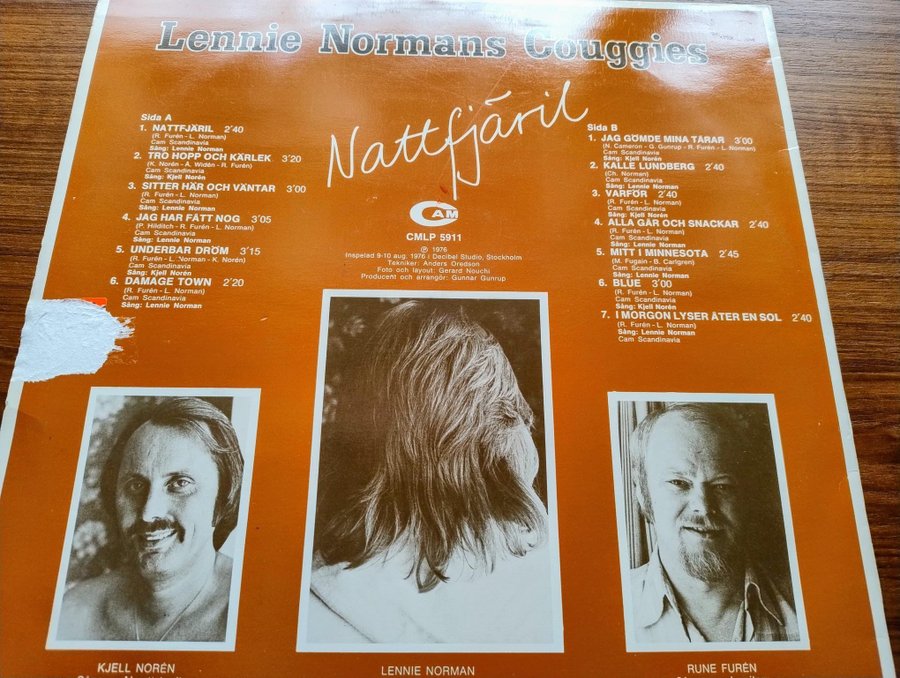 Lennie Normans Couggies
Nattfjäril
Sida A
1. NATTFJÄRIL 2'40
(R. Furén - L. Norman)
Cam Scandinavia
Sång: Lennie Norman
2. TRO HOPP OCH KÄRLEK 3'20
(K. Norén - A. Widén - R. Furén)
Cam Scandinavia
Sång: Kjell Norén
3. SITTER HÄR OCH VÄNTAR 3'00
(R. Furén - L. Norman)
Cam Scandinavia
Sång: Lennie Norman
4. JAG HAR FÅTT NOG 3'05
(P. Hilditch - R. Furén - L. Norman)
Cam Scandinavia
Sång: Lennie Norman
5. UNDERBAR DRÖM 3'15
(R. Furén - L. Norman - K. Norén)
Cam Scandinavia
Sång: Kjell Norén
6. DAMAGE TOWN 2'20
(R. Furén - L. Norman)
Cam Scandinavia
Sång: Lennie Norman
CAM
CMLP 5911
℗ 1976
Inspelad 9-10 aug. 1976 i Decibel Studio, Stockholm
Tekniker: Anders Oredson
Foto och layout: Gerard Nouchi
Producent och arrangör: Gunnar Gunrup
Sida B
1. JAG GÖMDE MINA TÅRAR 3'00
(N. Cameron - G. Gunrup - R. Furén - L. Norman)
Cam Scandinavia
Sång: Lennie Norman
2. KALLE LUNDBERG 2'40
(Ch. Norman)
Cam Scandinavia
Sång: Lennie Norman
3. VARFÖR 2'40
(R. Furén - L. Norman)
Cam Scandinavia
Sång: Kjell Norén
4. ALLA GÅR OCH SNACKAR 2'40
(R. Furén - L. Norman)
Cam Scandinavia
Sång: Lennie Norman
5. MITT I MINNESOTA 2'45
(M. Fugain - B. Carlgren)
Sång: Lennie Norman
6. BLUE 3'00
(R. Furén - L. Norman)
Cam Scandinavia
Sång: Kjell Norén
7. I MORGON LYSER ÅTER EN SOL 2'40
(R. Furén - L. Norman)
Sång: Lennie Norman
Cam Scandinavia
KJELL NORÉN
LENNIE NORMAN
RUNE FURÉN